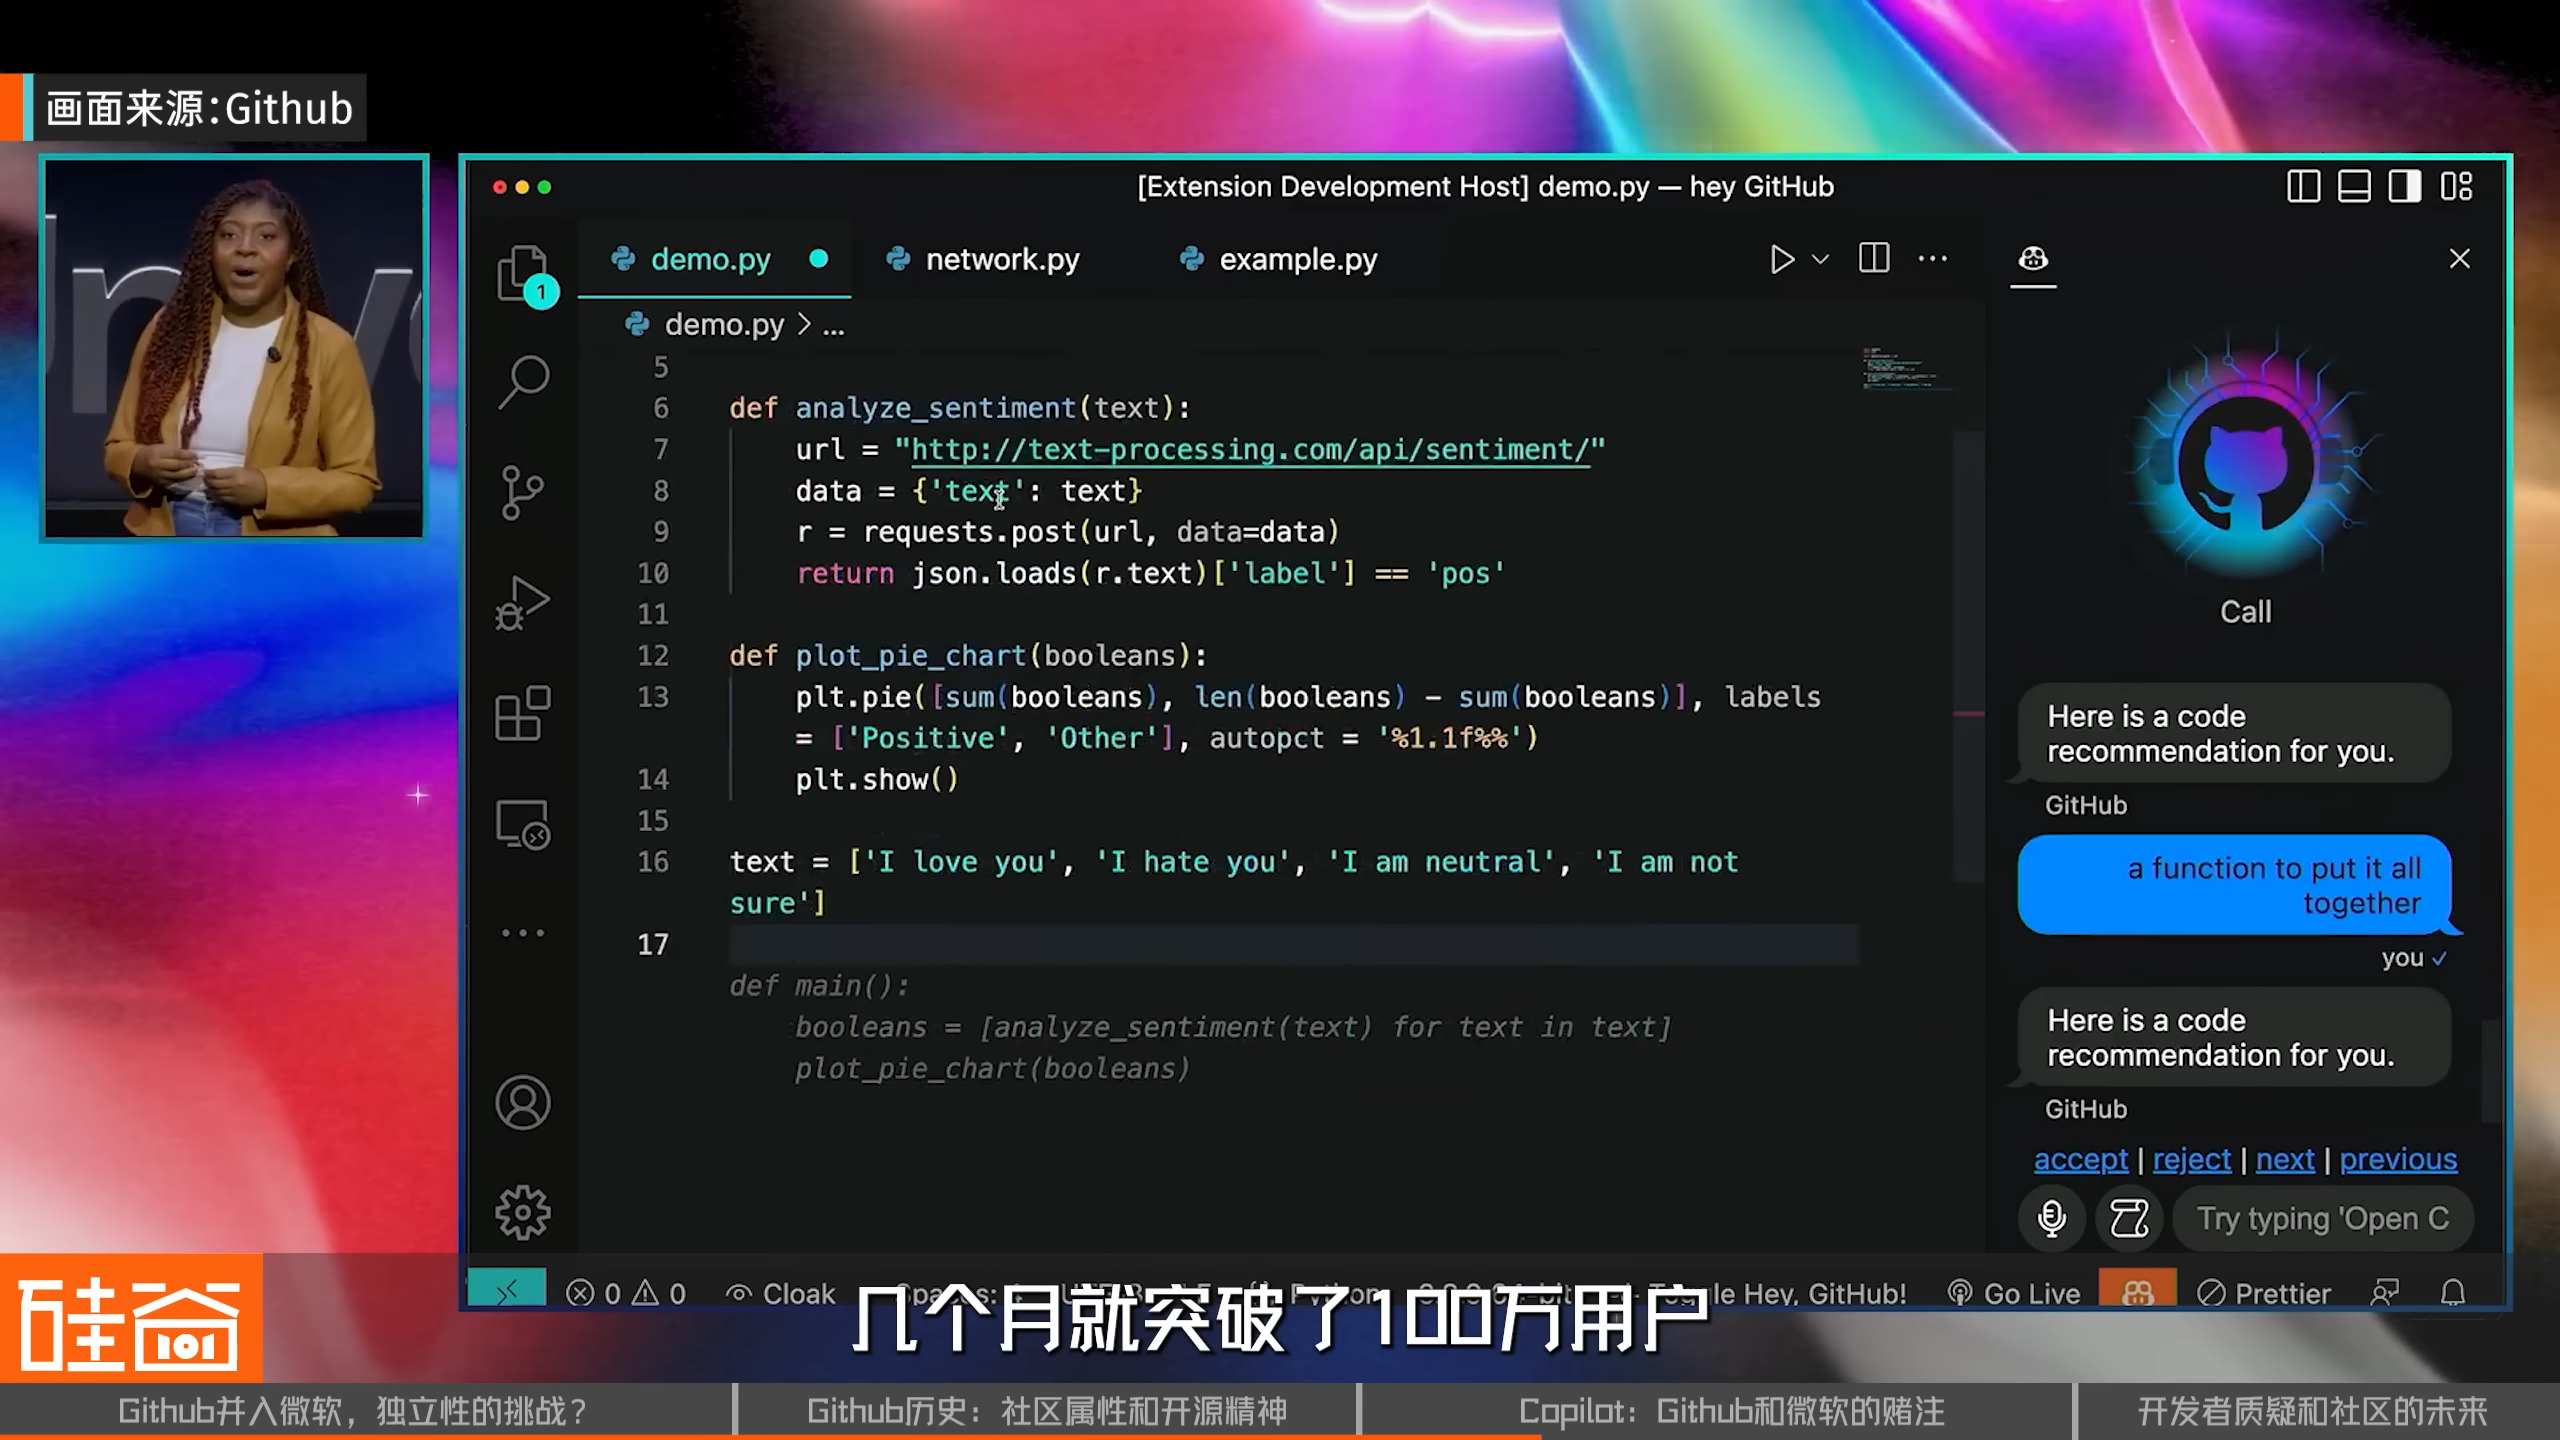 画面来源:Github
[Extension Development Host] demo.py — hey GitHub
demo.py
network.py
example.py
1
demo.py > ...
5
6 def analyze_sentiment(text):
7 url = "http://text-processing.com/api/sentiment/"
8 data = {'text': text}
9 r = requests.post(url, data=data)
10 return json.loads(r.text)['label'] == 'pos'
11
12 def plot_pie_chart(booleans):
13 plt.pie([sum(booleans), len(booleans) - sum(booleans)], labels
= ['Positive', 'Other'], autopct = '%1.1f%%')
14 plt.show()
15
16 text = ['I love you', 'I hate you', 'I am neutral', 'I am not
sure']
17
def main():
booleans = [analyze_sentiment(text) for text in text]
plot_pie_chart(booleans)
Call
Here is a code
recommendation for you.
GitHub
a function to put it all
together
you ✓
Here is a code
recommendation for you.
GitHub
accept | reject | next | previous
Try typing 'Open C
0 0 Cloak
Hey, GitHub! Go Live Prettier
几个月就突破了100万用户
硅谷
101
Github并入微软，独立性的挑战？
Github历史：社区属性和开源精神
Copilot：Github和微软的赌注
开发者质疑和社区的未来